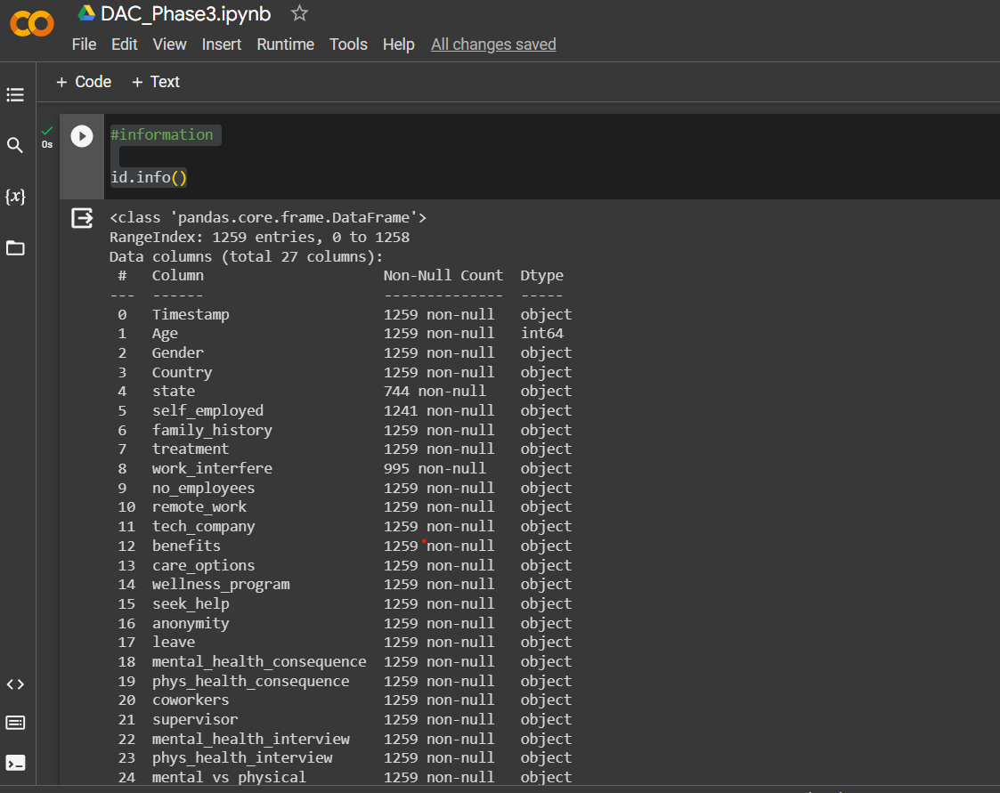 DAC_Phase3.ipynb
File Edit View Insert Runtime Tools Help All changes saved
+ Code + Text
0s
#information
{x}
id.info()
<class 'pandas.core.frame.DataFrame'>
RangeIndex: 1259 entries, 0 to 1258
Data columns (total 27 columns):
 #   Column                     Non-Null Count  Dtype
---  ------                     --------------  -----
 0   Timestamp                  1259 non-null   object
 1   Age                        1259 non-null   int64
 2   Gender                     1259 non-null   object
 3   Country                    1259 non-null   object
 4   state                      744 non-null    object
 5   self_employed              1241 non-null   object
 6   family_history             1259 non-null   object
 7   treatment                  1259 non-null   object
 8   work_interfere             995 non-null    object
 9   no_employees               1259 non-null   object
 10  remote_work                1259 non-null   object
 11  tech_company               1259 non-null   object
 12  benefits                   1259 non-null   object
 13  care_options               1259 non-null   object
 14  wellness_program           1259 non-null   object
 15  seek_help                  1259 non-null   object
 16  anonymity                  1259 non-null   object
 17  leave                      1259 non-null   object
 18  mental_health_consequence  1259 non-null   object
 19  phys_health_consequence    1259 non-null   object
 20  coworkers                  1259 non-null   object
 21  supervisor                 1259 non-null   object
 22  mental_health_interview    1259 non-null   object
 23  phys_health_interview      1259 non-null   object
 24  mental_vs_physical         1259 non-null   object